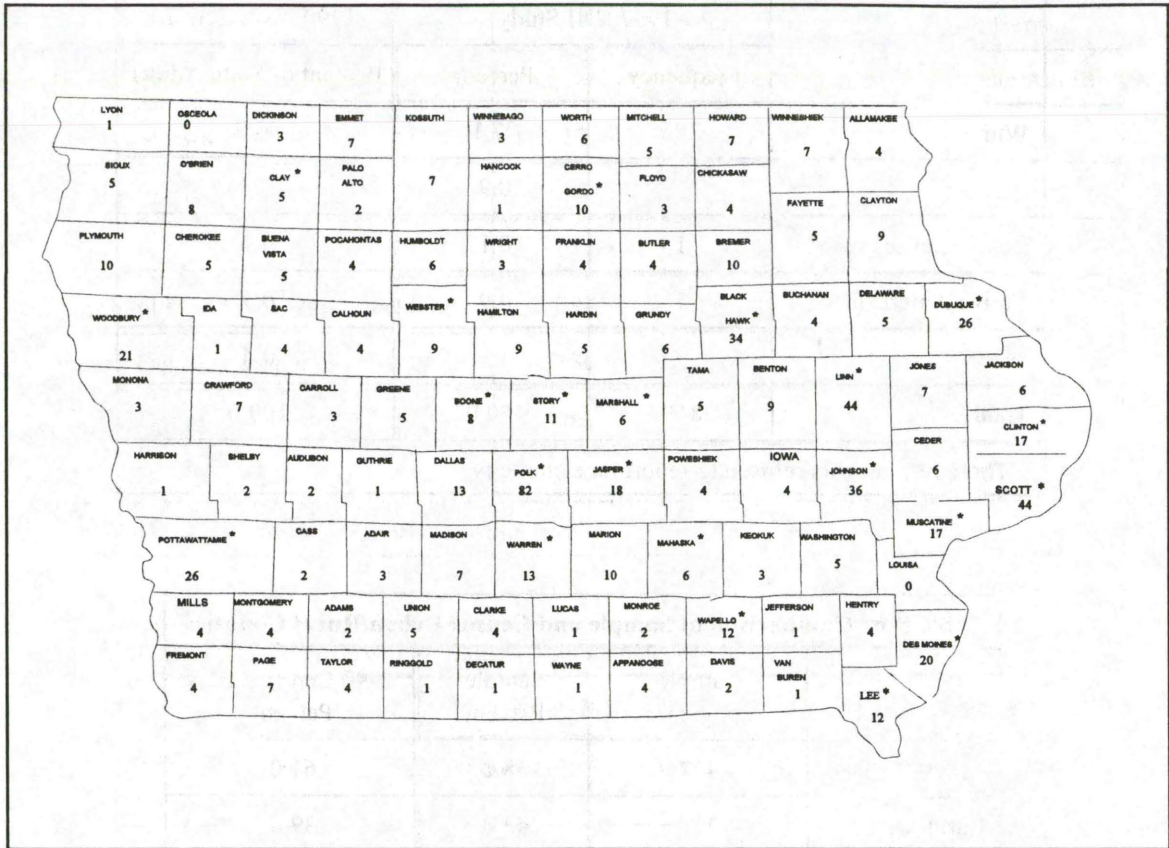 LYON
1
OSCEOLA
0
DICKINSON
3
EMMET
7
KOSSUTH
7
WINNEBAGO
3
WORTH
6
MITCHELL
5
HOWARD
7
WINNESHIEK
7
ALLAMAKEE
4
SIOUX
5
O'BRIEN
8
CLAY *
5
PALO
ALTO
2
HANCOCK
1
CERRO
GORDO *
10
FLOYD
3
CHICKASAW
4
FAYETTE
5
CLAYTON
9
PLYMOUTH
10
CHEROKEE
5
BUENA
VISTA
5
POCAHONTAS
4
HUMBOLDT
6
WRIGHT
FRANKLIN
4
BUTLER
4
BREMER
10
WOODBURY *
21
IDA
1
SAC
4
CALHOUN
4
WEBSTER *
9
HAMILTON
9
HARDIN
5
GRUNDY
6
BLACK
HAWK *
34
BUCHANAN
4
DELAWARE
5
DUBUQUE *
26
MONONA
3
CRAWFORD
5
CARROLL
3
GREENE
5
BOONE *
8
STORY *
11
MARSHALL *
6
TAMA
5
BENTON
9
LINN *
44
JONES
JACKSON
6
CLINTON *
17
HARRISON
1
SHELBY
2
AUDUBON
2
GUTHRIE
5
DALLAS
13
POLK *
82
JASPER *
11
POWESHIEK
4
IOWA
4
JOHNSON *
36
CEDER
6
SCOTT *
44
MUSCATINE *
17
POTTAWATTAMIE *
26
CASS
2
ADAIR
3
MADISON
7
WARREN *
13
MARION
10
MAHASKA *
6
KEOKUK
3
WASHINGTON
5
LOUISA
0
MILLS
4
MONTGOMERY
4
ADAMS
2
UNION
5
CLARKE
4
LUCAS
1
MONROE
2
WAPELLO *
12
JEFFERSON
1
HENTRY
4
DES MOINES *
20
FREMONT
4
PAGE
7
TAYLOR
4
RINGGOLD
1
DECATUR
1
WAYNE
1
APPANOOSE
4
DAVIS
2
VAN
BUREN
1
LEE *
12